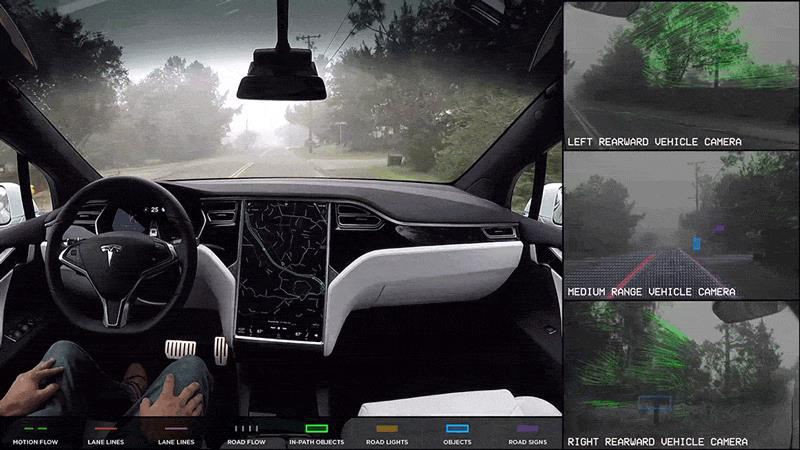 25
LEFT REARWARD VEHICLE CAMERA
MEDIUM RANGE VEHICLE CAMERA
RIGHT REARWARD VEHICLE CAMERA
MOTION FLOW
LANE LINES
LANE LINES
ROAD FLOW
IN-PATH OBJECTS
ROAD LIGHTS
OBJECTS
ROAD SIGNS